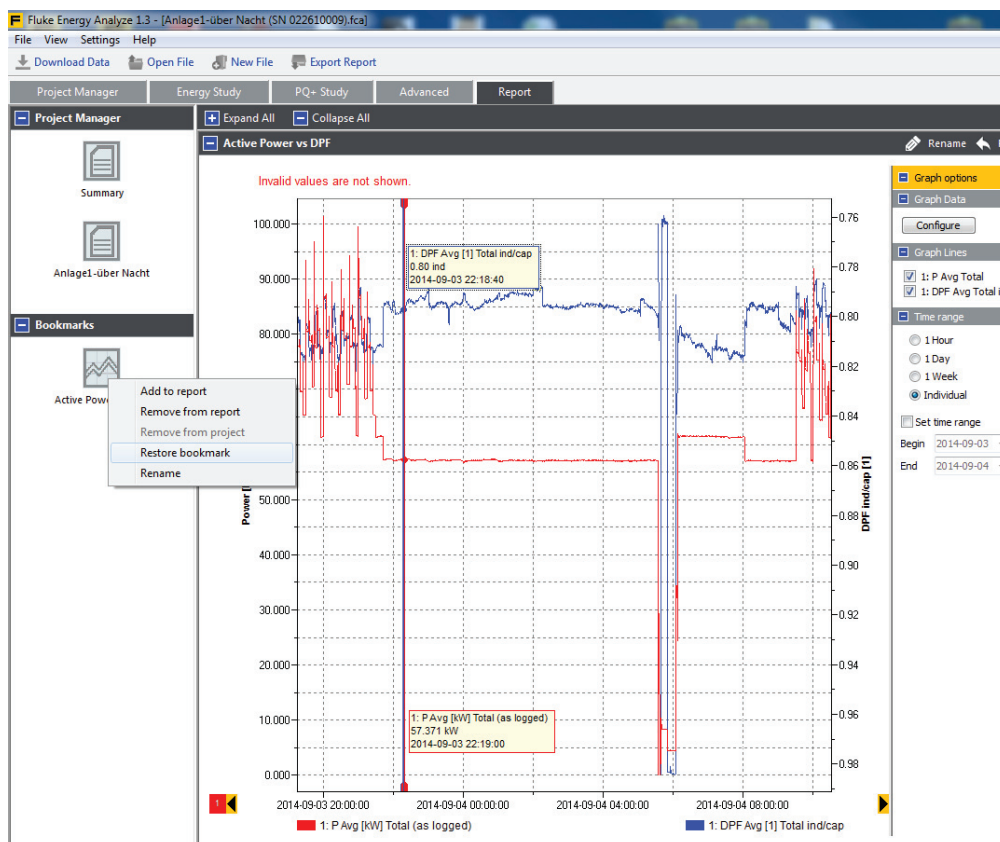 Fluke Energy Analyze 1.3 - [Anlage1-über Nacht (SN 022610009).fca]
File View Settings Help
Download Data Open File New File Export Report
Project Manager Energy Study PQ+ Study Advanced Report
Project Manager
Expand All Collapse All
Active Power vs DPF
Rename
Summary
Anlage1-über Nacht
Bookmarks
Active Powe
Add to report
Remove from report
Remove from project
Restore bookmark
Rename
Invalid values are not shown.
100.000
90.000
80.000
50.000
40.000
30.000
20.000
10.000
0.000
Power [
1: DPF Avg [1] Total ind/cap
0.80 ind
2014-09-03 22:18:40
1: P Avg [kW] Total (as logged)
57.371 kW
2014-09-03 22:19:00
0.76
0.78
0.80
0.82
0.84
0.86
0.88
0.90
0.92
0.94
0.96
0.98
DPF ind/cap [1]
1
2014-09-03 20:00:00
2014-09-04 00:00:00
2014-09-04 04:00:00
2014-09-04 08:00:00
1: P Avg [kW] Total (as logged)
1: DPF Avg [1] Total ind/cap
Graph options
Graph Data
Configure
Graph Lines
1: P Avg Total
1: DPF Avg Total i
Time range
1 Hour
1 Day
1 Week
Individual
Set time range
Begin 2014-09-03
End 2014-09-04